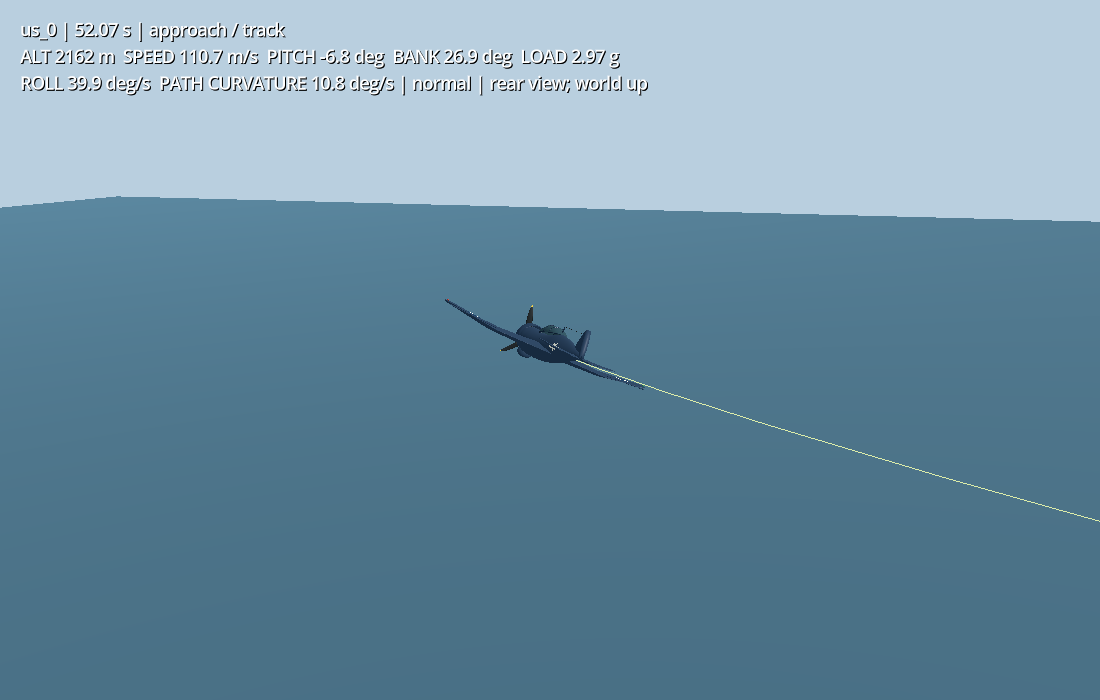 us_0 | 52.07 s | approach / track
ALT 2162 m  SPEED 110.7 m/s  PITCH -6.8 deg  BANK 26.9 deg  LOAD 2.97 g
ROLL 39.9 deg/s  PATH CURVATURE 10.8 deg/s | normal | rear view; world up